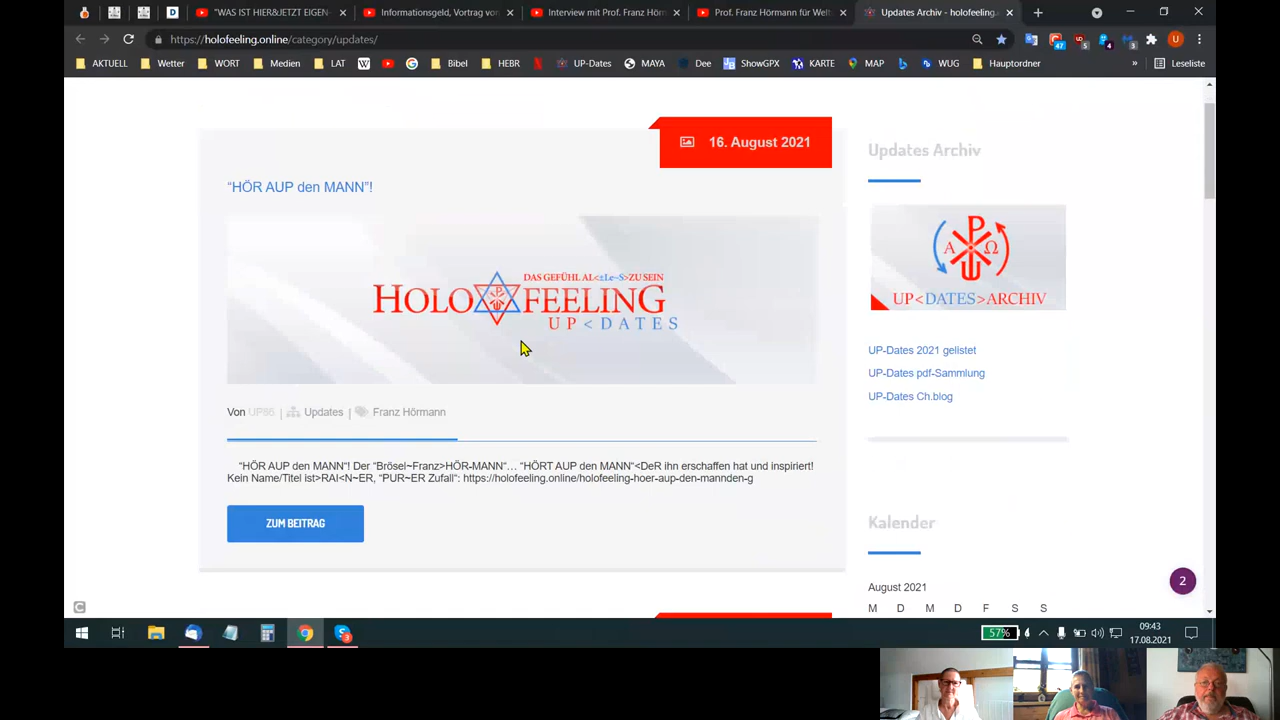 "WAS IST HIER&JETZT EIGEN-
Informationsgeld, Vortrag vo
Interview mit Prof. Franz Hörm
Prof. Franz Hörmann für Welt
Updates Archiv - holofeeling.on
https://holofeeling.online/category/updates/
AKTUELL
Wetter
WORT
Medien
LAT
Bibel
HEBR
UP-Dates
MAYA
Dee
ShowGPX
KARTE
MAP
WUG
Hauptordner
»
Leseliste
16. August 2021
“HÖR AUP den MANN”!
DAS GEFÜHL AL<±Le~S>ZU SEIN
HOLO FEELING
UP<DATES
Von UP86 | Updates | Franz Hörmann
“HÖR AUP den MANN“! Der “Brösel~Franz>HÖR-MANN“… “HÖRT AUP den MANN“<DeR ihn erschaffen hat und inspiriert!
Kein Name/Titel ist>RAI<N~ER, “PUR~ER Zufall“: https://holofeeling.online/holofeeling-hoer-aup-den-mannden-g
ZUM BEITRAG
Updates Archiv
A P Ω
UP<DATES>ARCHIV
UP-Dates 2021 gelistet
UP-Dates pdf-Sammlung
UP-Dates Ch.blog
Kalender
August 2021
M D M D F S S
2
57%
09:43
17.08.2021